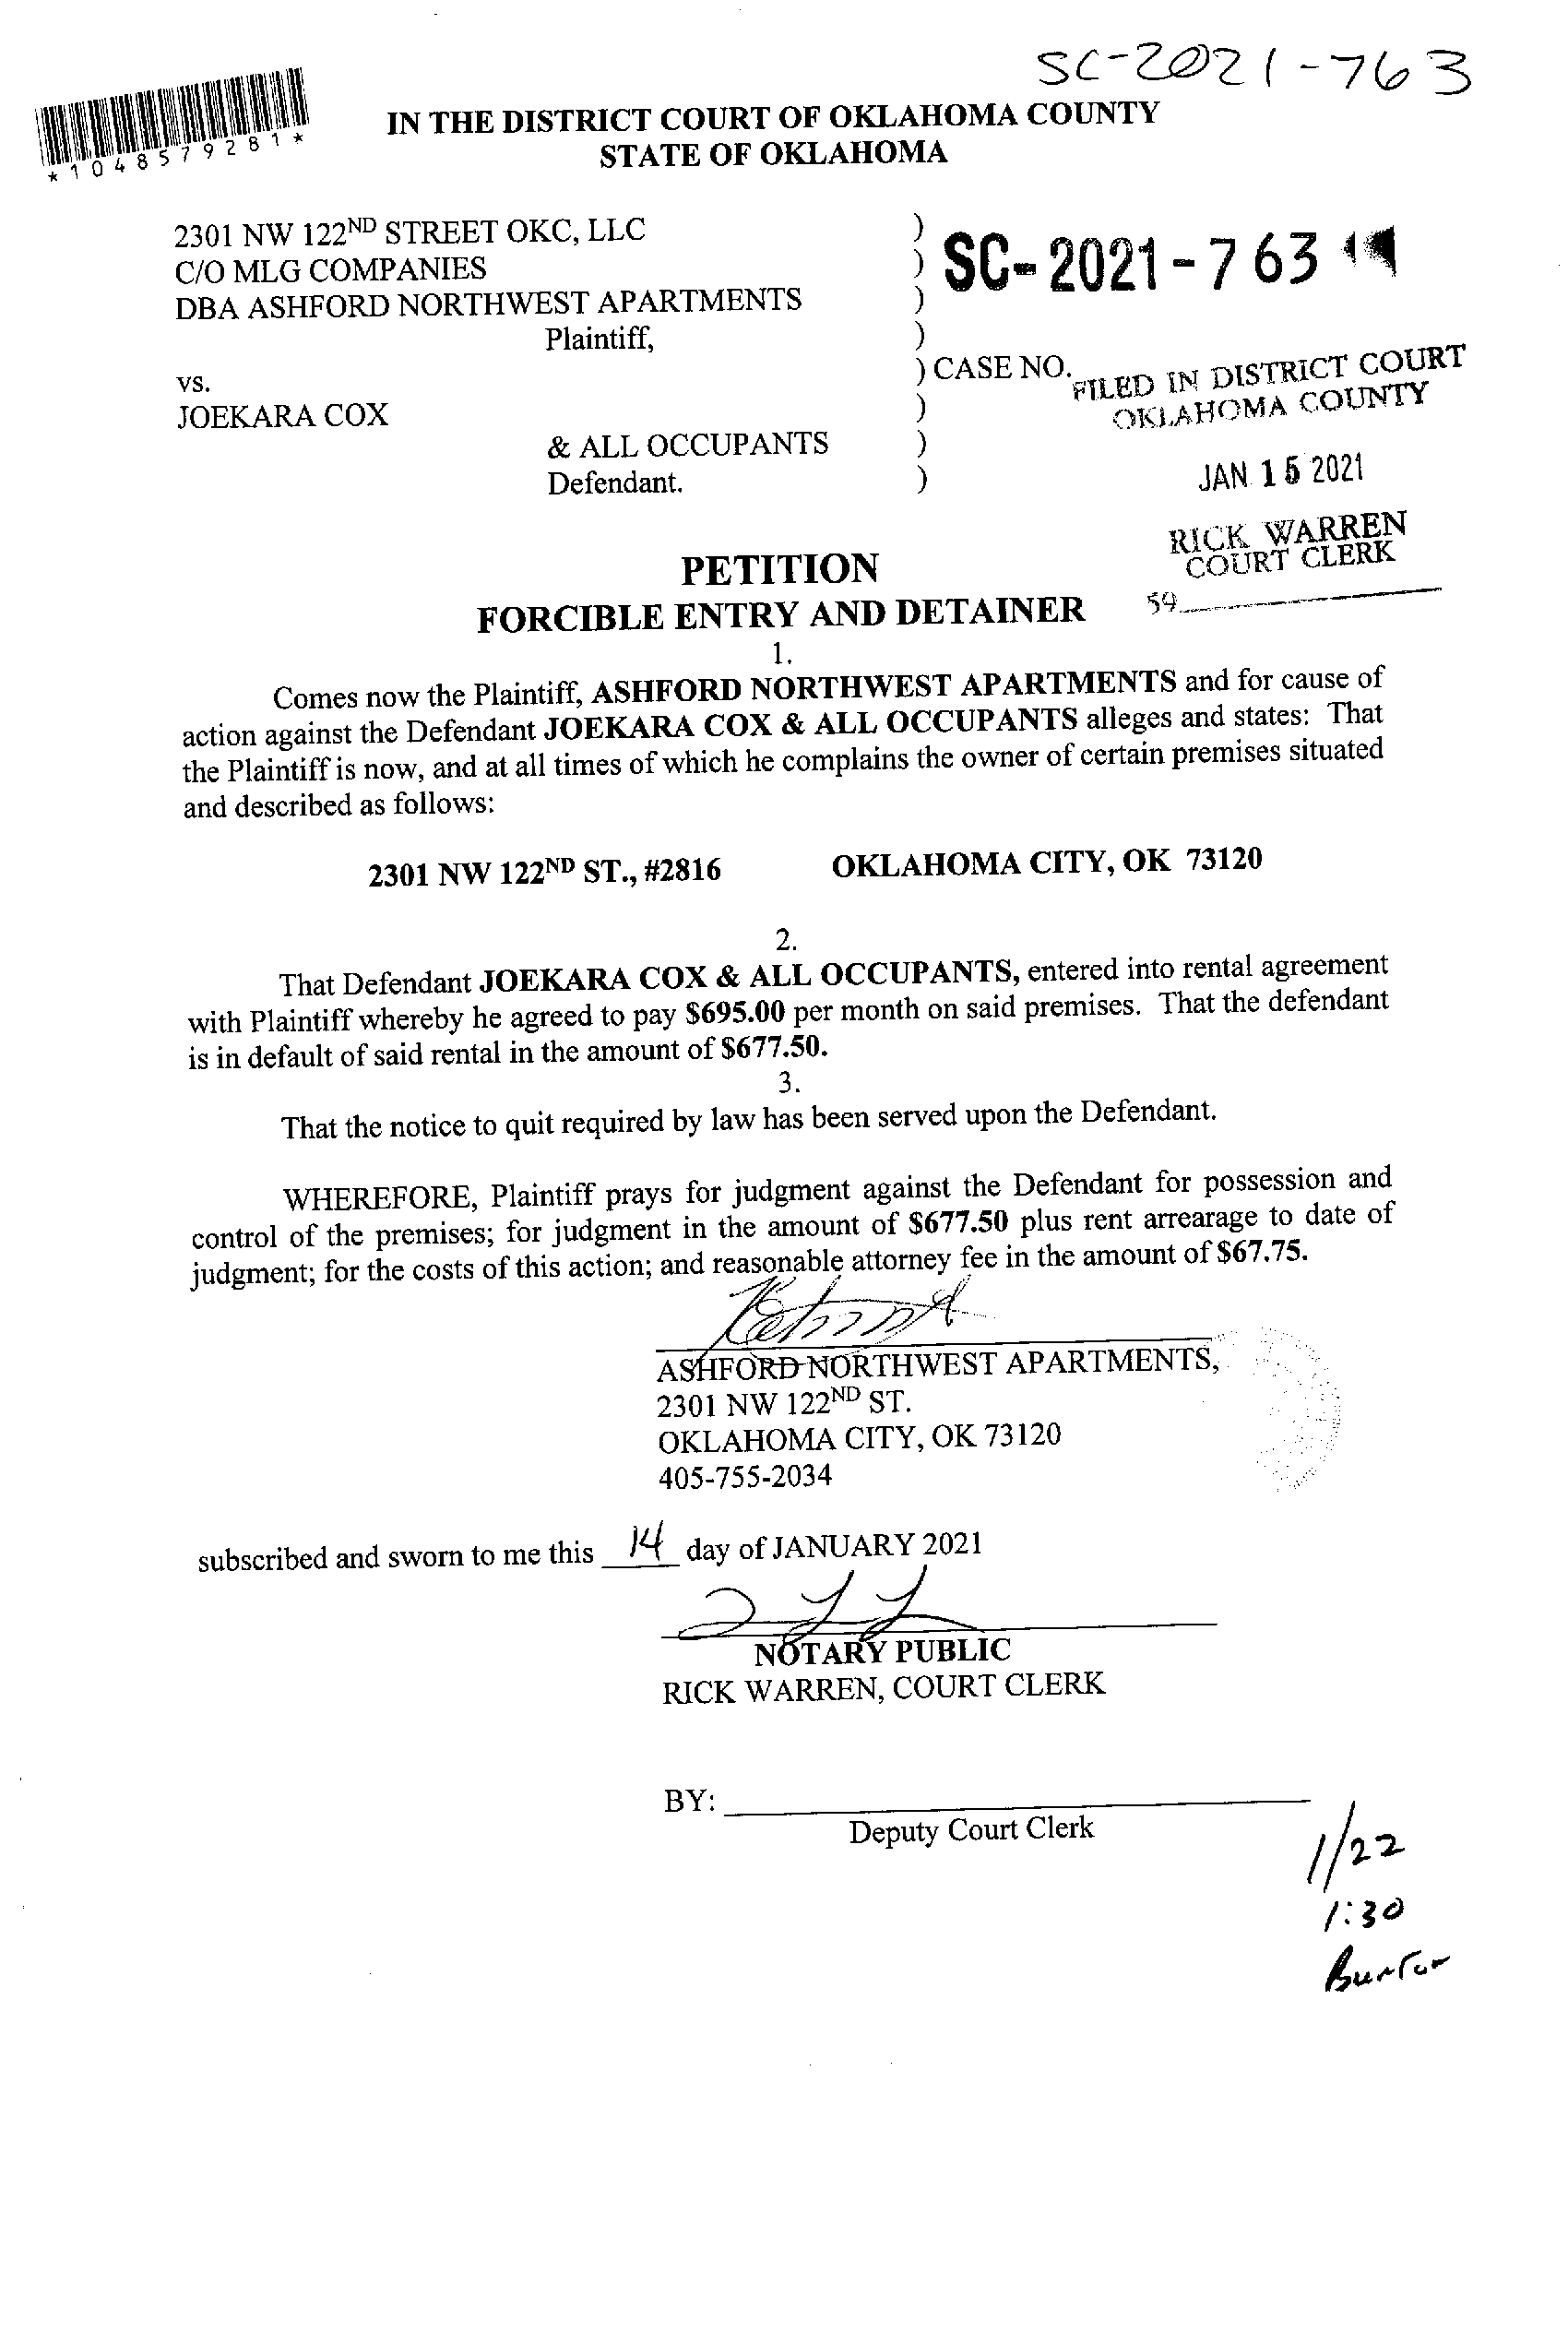 SC-2021-763
*1048579281*
IN THE DISTRICT COURT OF OKLAHOMA COUNTY
STATE OF OKLAHOMA
2301 NW 122ND STREET OKC, LLC )
C/O MLG COMPANIES ) SC-2021-763
DBA ASHFORD NORTHWEST APARTMENTS )
Plaintiff, )
vs. ) CASE NO.
FILED IN DISTRICT COURT
OKLAHOMA COUNTY
JOEKARA COX )
& ALL OCCUPANTS )
Defendant. )
JAN 15 2021
RICK WARREN
COURT CLERK
59
PETITION
FORCIBLE ENTRY AND DETAINER
1.
Comes now the Plaintiff, ASHFORD NORTHWEST APARTMENTS and for cause of
action against the Defendant JOEKARA COX & ALL OCCUPANTS alleges and states: That
the Plaintiff is now, and at all times of which he complains the owner of certain premises situated
and described as follows:
2301 NW 122ND ST., #2816 OKLAHOMA CITY, OK 73120
2.
That Defendant JOEKARA COX & ALL OCCUPANTS, entered into rental agreement
with Plaintiff whereby he agreed to pay $695.00 per month on said premises. That the defendant
is in default of said rental in the amount of $677.50.
3.
That the notice to quit required by law has been served upon the Defendant.
WHEREFORE, Plaintiff prays for judgment against the Defendant for possession and
control of the premises; for judgment in the amount of $677.50 plus rent arrearage to date of
judgment; for the costs of this action; and reasonable attorney fee in the amount of $67.75.
ASHFORD NORTHWEST APARTMENTS,
2301 NW 122ND ST.
OKLAHOMA CITY, OK 73120
405-755-2034
subscribed and sworn to me this 14 day of JANUARY 2021
NOTARY PUBLIC
RICK WARREN, COURT CLERK
BY:
Deputy Court Clerk
1/22
1:30